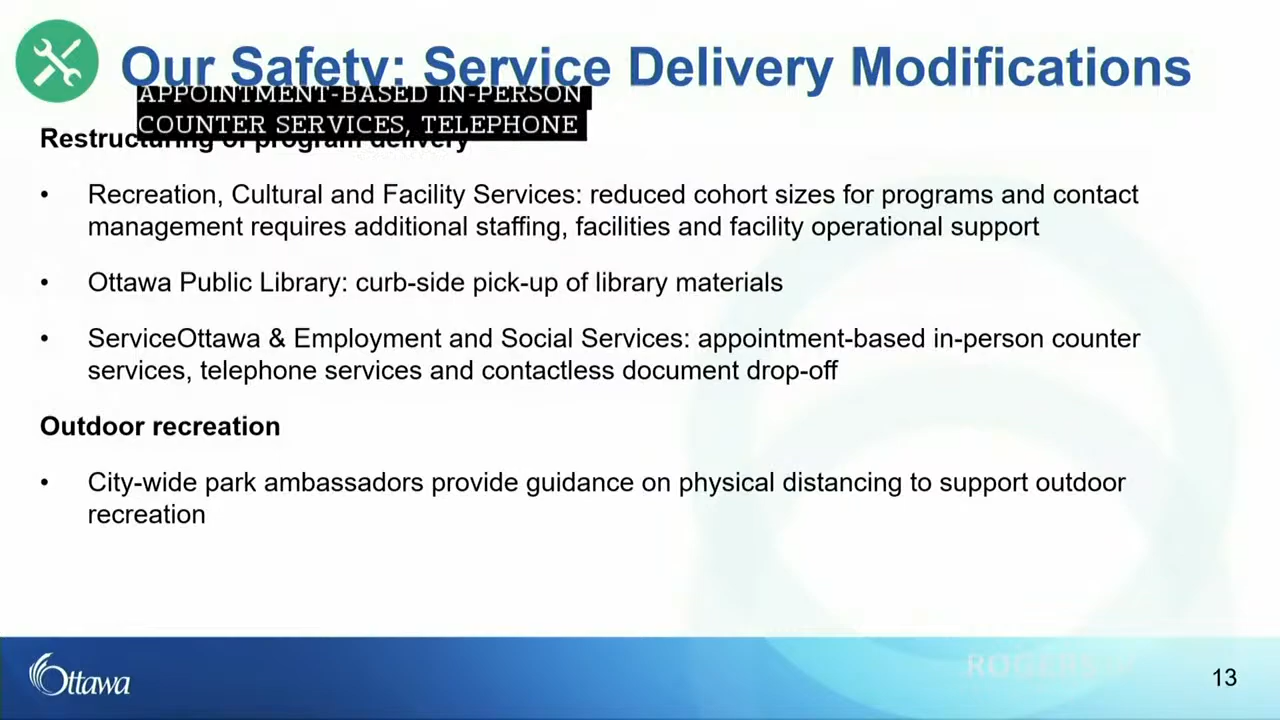 Our Safety: Service Delivery Modifications
APPOINTMENT-BASED IN-PERSON
COUNTER SERVICES, TELEPHONE
Restructuring of program delivery
• Recreation, Cultural and Facility Services: reduced cohort sizes for programs and contact
management requires additional staffing, facilities and facility operational support
• Ottawa Public Library: curb-side pick-up of library materials
• ServiceOttawa & Employment and Social Services: appointment-based in-person counter
services, telephone services and contactless document drop-off
Outdoor recreation
• City-wide park ambassadors provide guidance on physical distancing to support outdoor
recreation
Ottawa
ROGERS
13